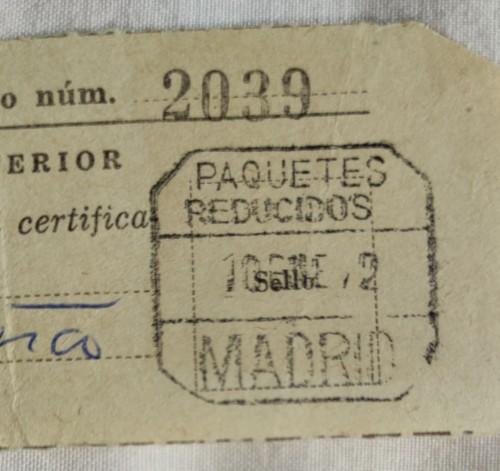 o núm. 2039
ERIOR
PAQUETES
certifica
REDUCIDOS
Sello
MADRID